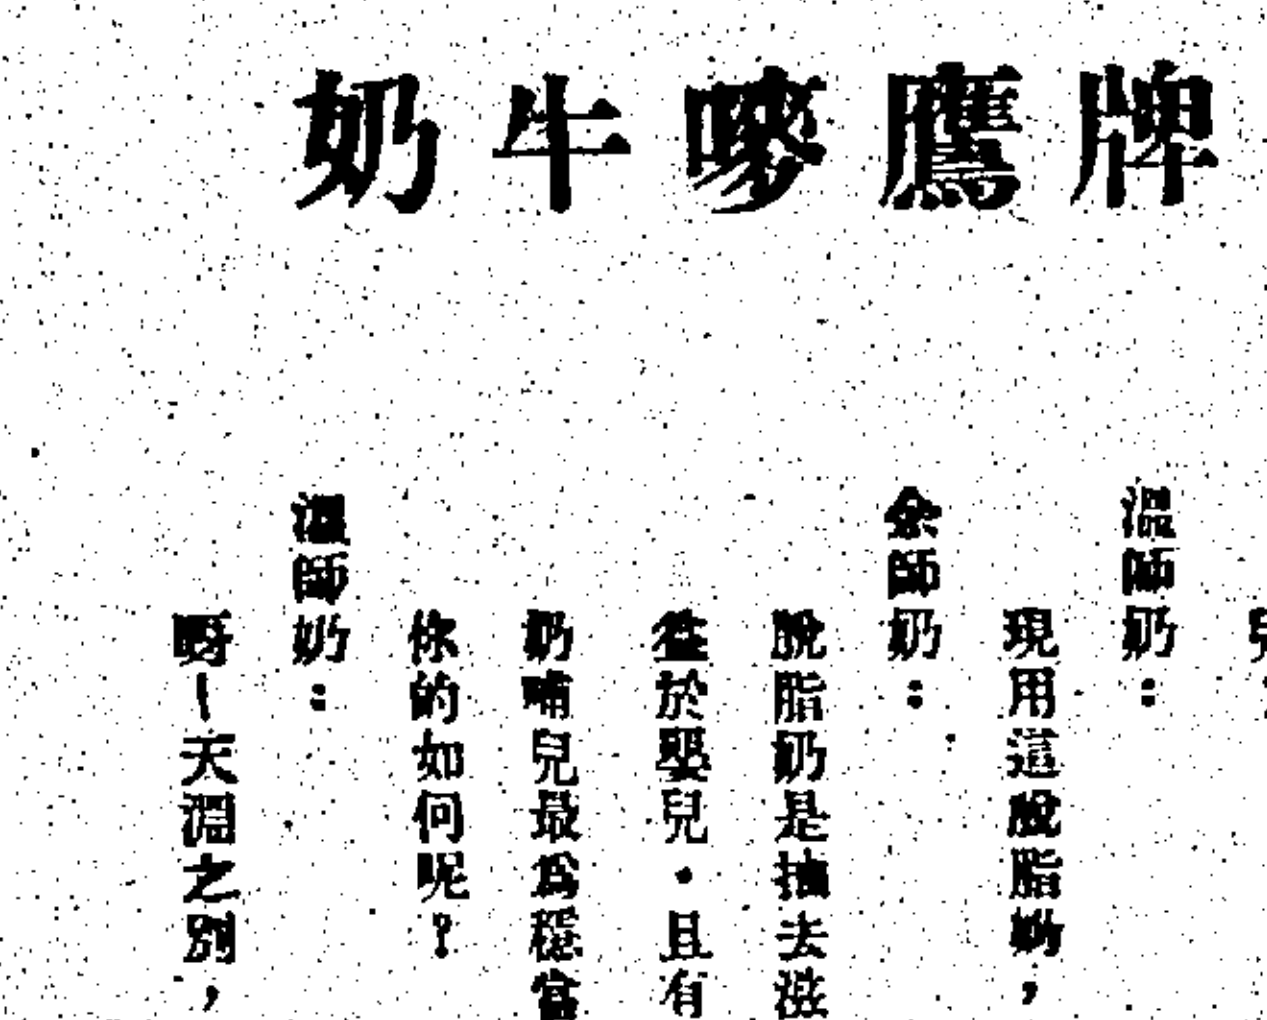 牌鷹嘜牛奶
溫師奶：
現用這脫脂奶，
余師奶：
脫脂奶是抽去滋
益於嬰兒．且有
奶哺兒最為穩當
你的如何呢？
溫師奶：
呀！天淵之別，